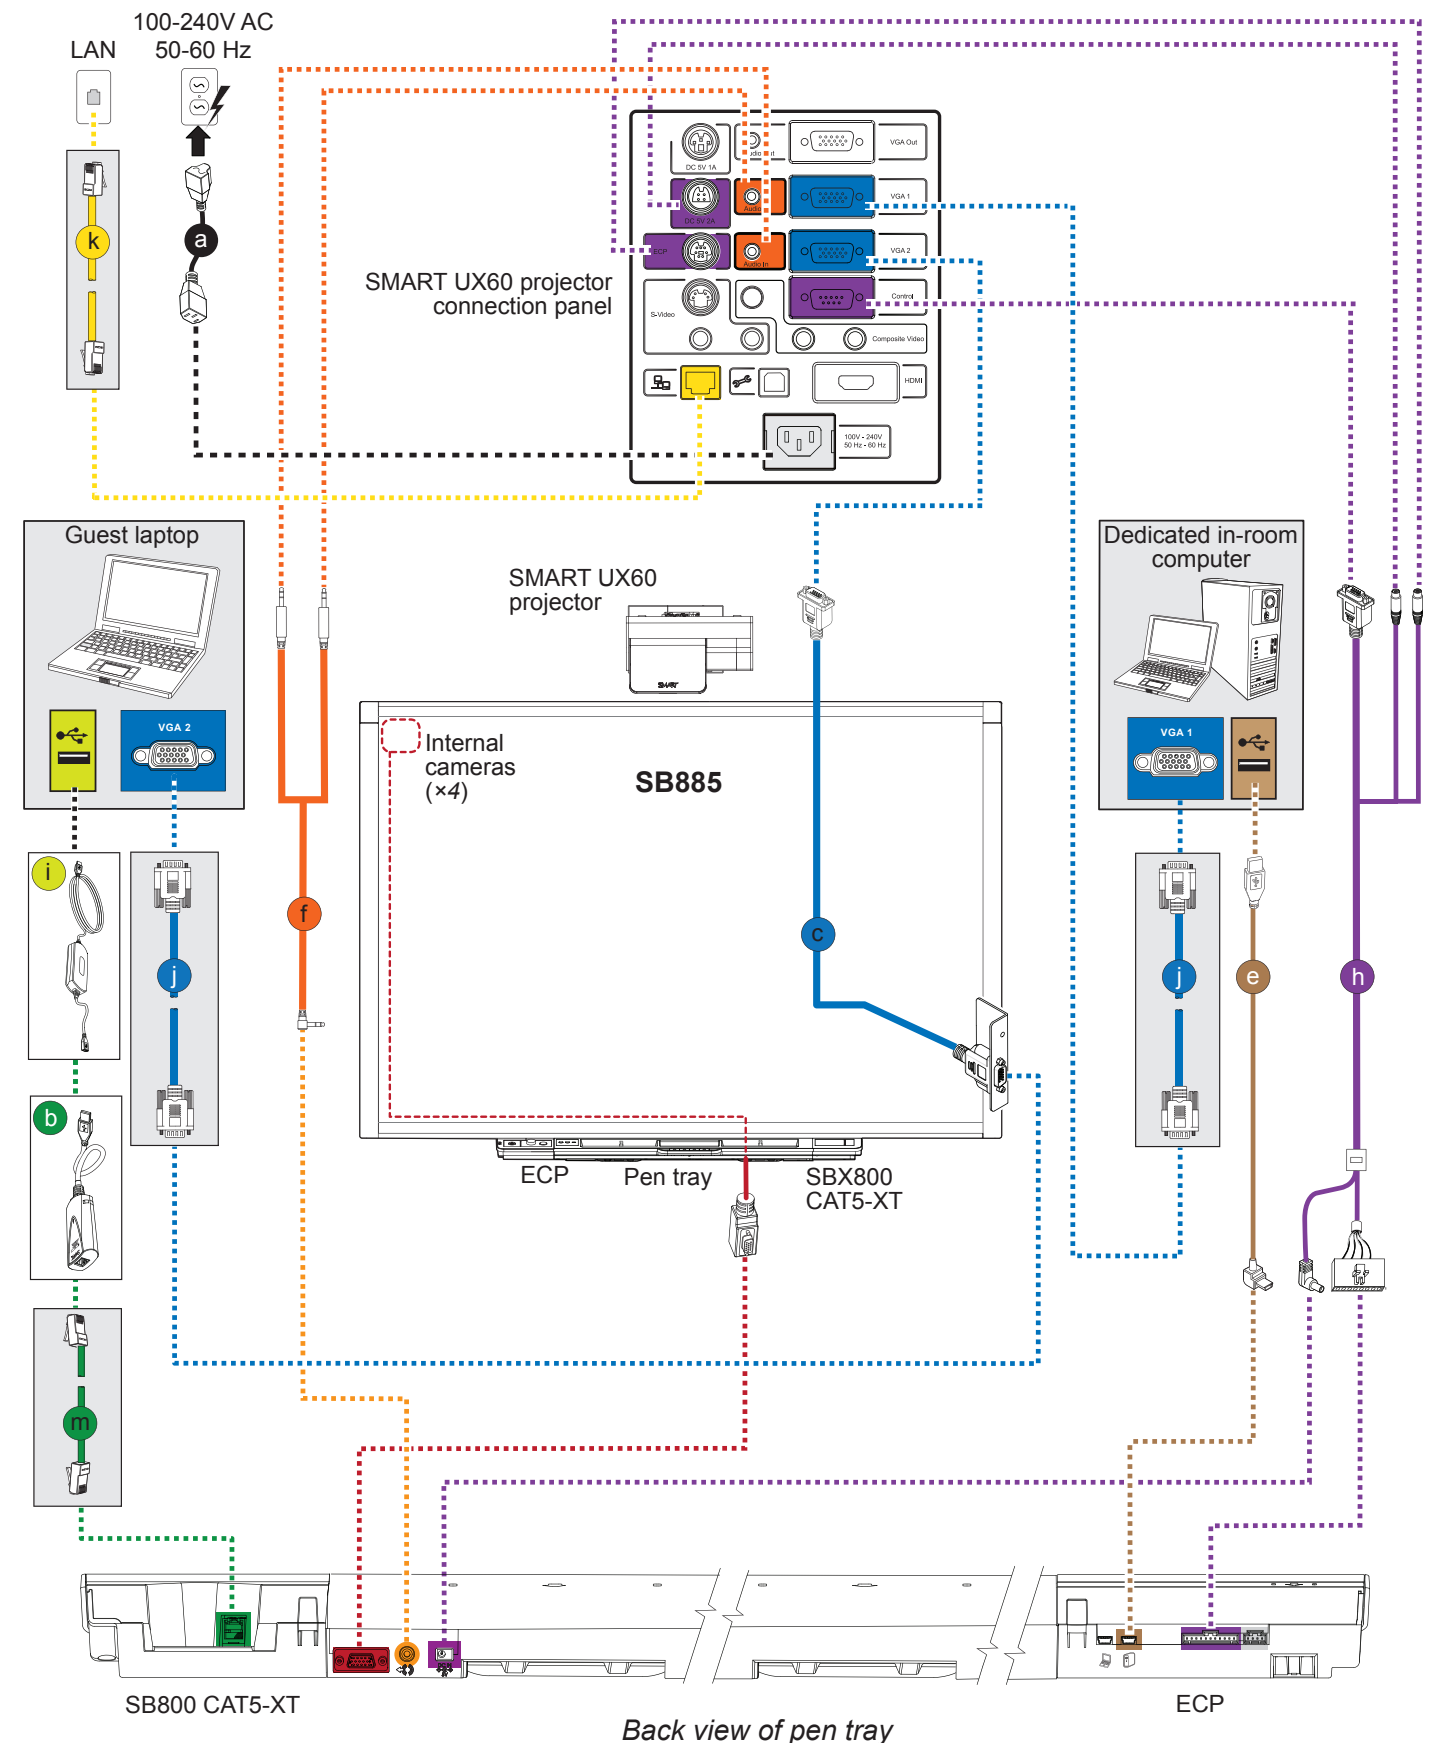 100-240V AC
50-60 Hz
LAN
k
a
SMART UX60 projector
connection panel
DC 5V 1A
VGA Out
DC 5V 2A
Audio
VGA 1
ECP
Audio In
VGA 2
Control
S-Video
Composite Video
HDMI
100V - 240V
50 Hz - 60 Hz
Guest laptop
VGA 2
SMART UX60
projector
SMART
Dedicated in-room
computer
VGA 1
Internal
cameras
(×4)
SB885
i
j
f
c
j
e
h
b
m
ECP
Pen tray
SBX800
CAT5-XT
SB800 CAT5-XT
ECP
Back view of pen tray